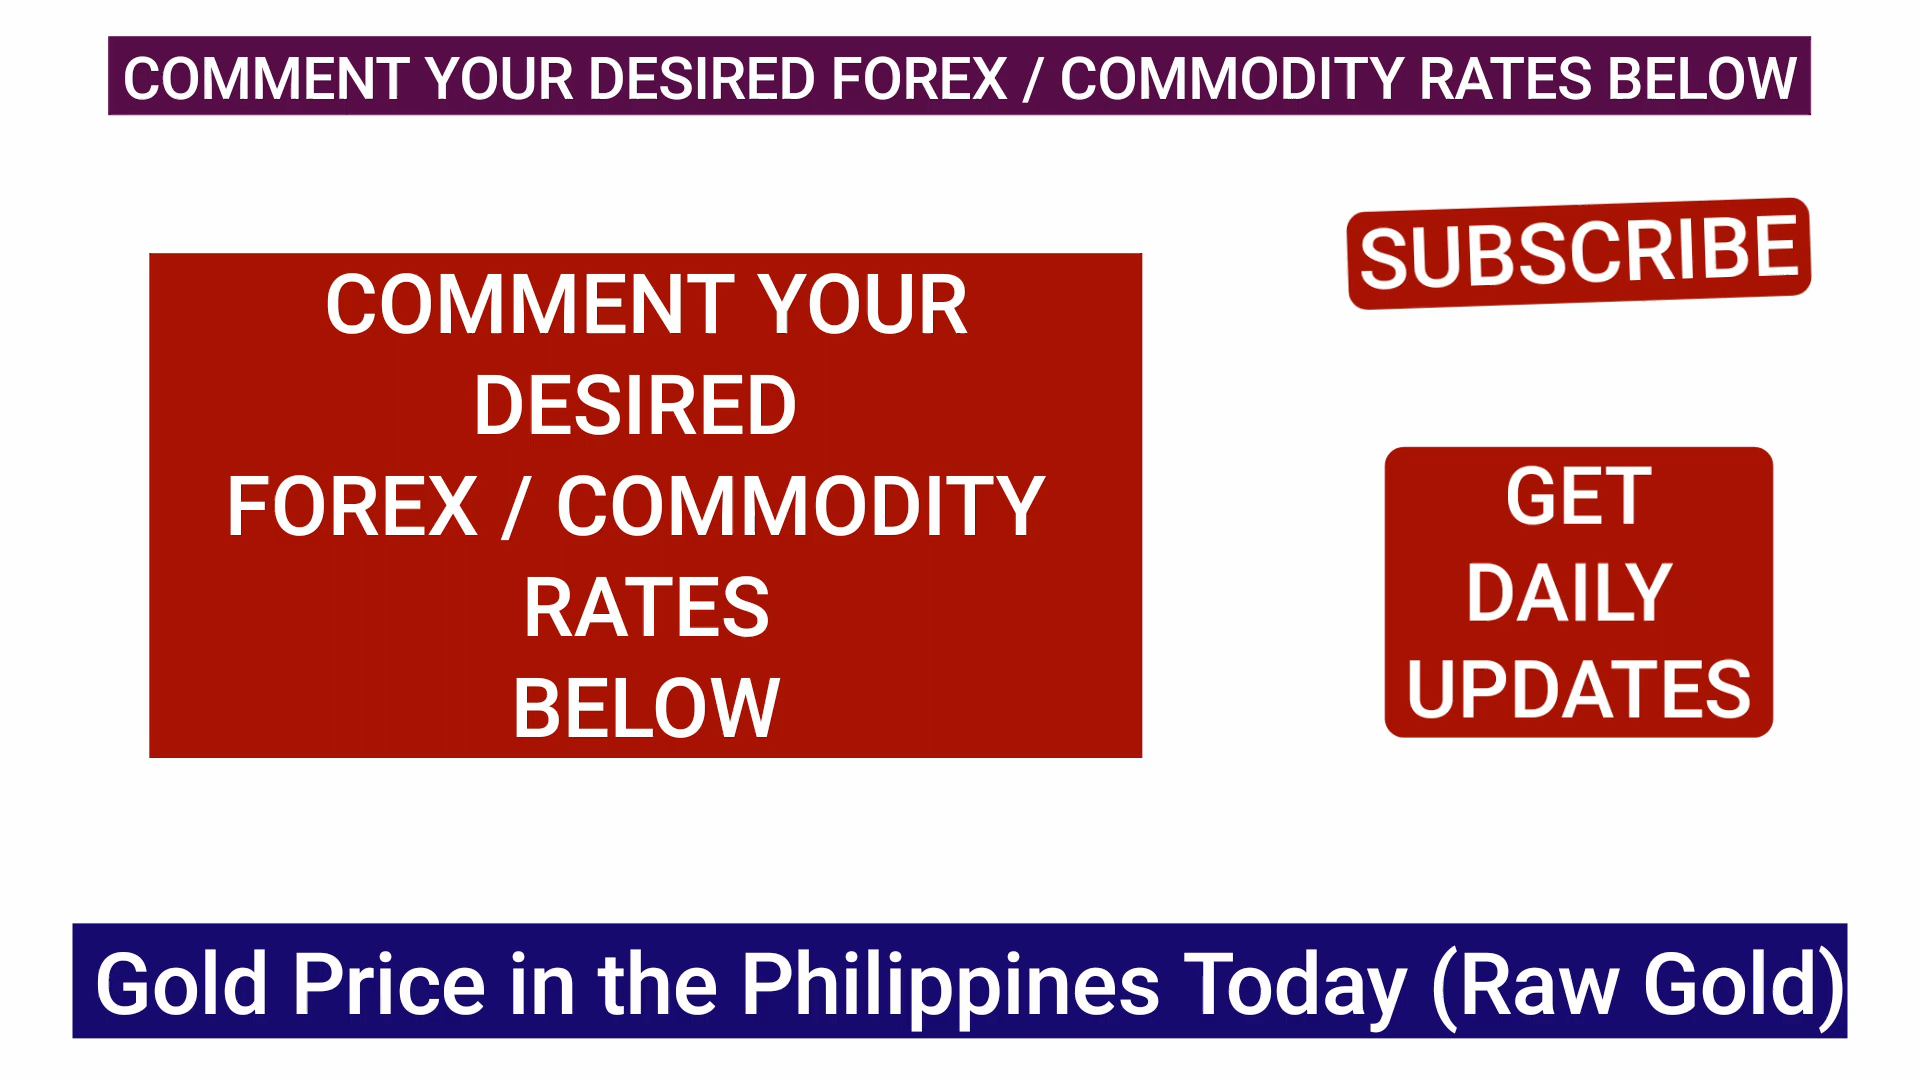 COMMENT YOUR DESIRED FOREX / COMMODITY RATES BELOW
SUBSCRIBE
COMMENT YOUR
DESIRED
FOREX / COMMODITY
RATES
BELOW
GET
DAILY
UPDATES
Gold Price in the Philippines Today (Raw Gold)